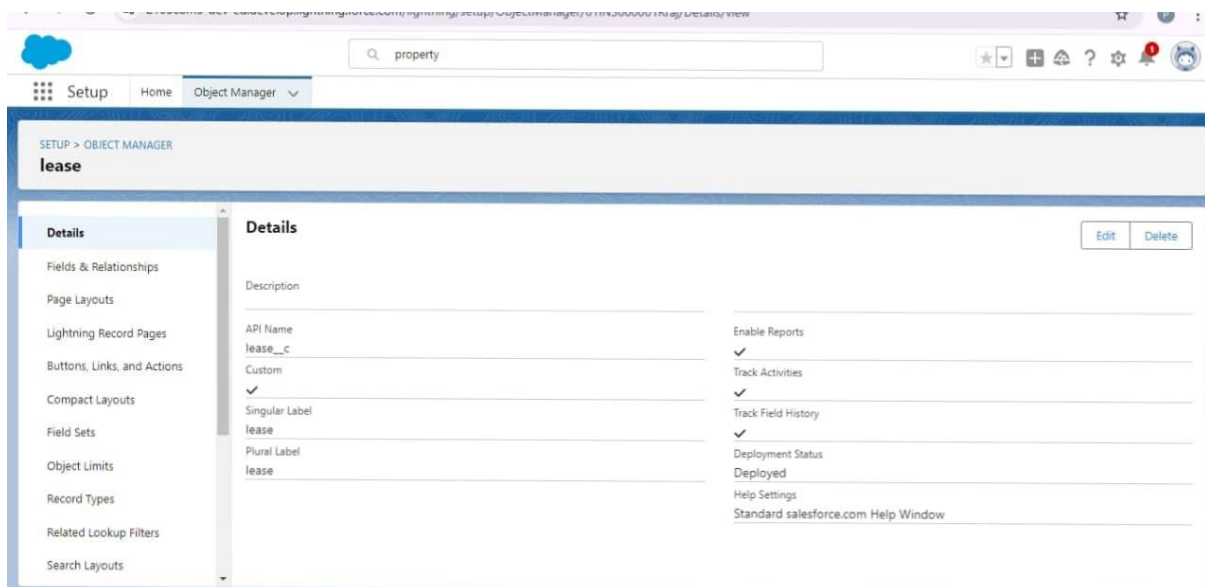 property
Setup
Home
Object Manager
SETUP > OBJECT MANAGER
lease
Details
Fields & Relationships
Page Layouts
Lightning Record Pages
Buttons, Links, and Actions
Compact Layouts
Field Sets
Object Limits
Record Types
Related Lookup Filters
Search Layouts
Details
Edit
Delete
Description
API Name
lease__c
Custom
Singular Label
lease
Plural Label
lease
Enable Reports
Track Activities
Track Field History
Deployment Status
Deployed
Help Settings
Standard salesforce.com Help Window